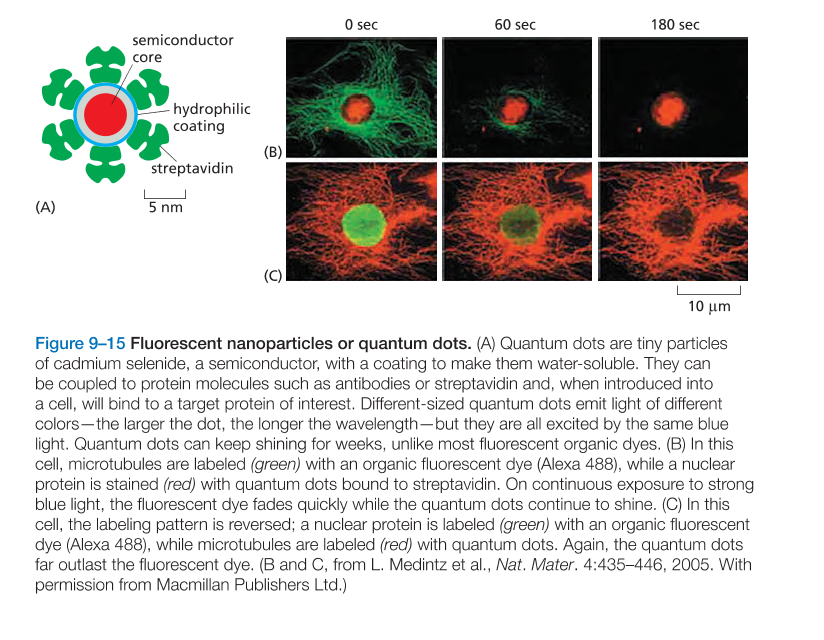 0 sec
60 sec
180 sec
semiconductor
core
hydrophilic
coating
streptavidin
5 nm
(A)
(B)
(C)
10 μm
Figure 9–15 Fluorescent nanoparticles or quantum dots. (A) Quantum dots are tiny particles
of cadmium selenide, a semiconductor, with a coating to make them water-soluble. They can
be coupled to protein molecules such as antibodies or streptavidin and, when introduced into
a cell, will bind to a target protein of interest. Different-sized quantum dots emit light of different
colors—the larger the dot, the longer the wavelength—but they are all excited by the same blue
light. Quantum dots can keep shining for weeks, unlike most fluorescent organic dyes. (B) In this
cell, microtubules are labeled (green) with an organic fluorescent dye (Alexa 488), while a nuclear
protein is stained (red) with quantum dots bound to streptavidin. On continuous exposure to strong
blue light, the fluorescent dye fades quickly while the quantum dots continue to shine. (C) In this
cell, the labeling pattern is reversed; a nuclear protein is labeled (green) with an organic fluorescent
dye (Alexa 488), while microtubules are labeled (red) with quantum dots. Again, the quantum dots
far outlast the fluorescent dye. (B and C, from L. Medintz et al., Nat. Mater. 4:435–446, 2005. With
permission from Macmillan Publishers Ltd.)